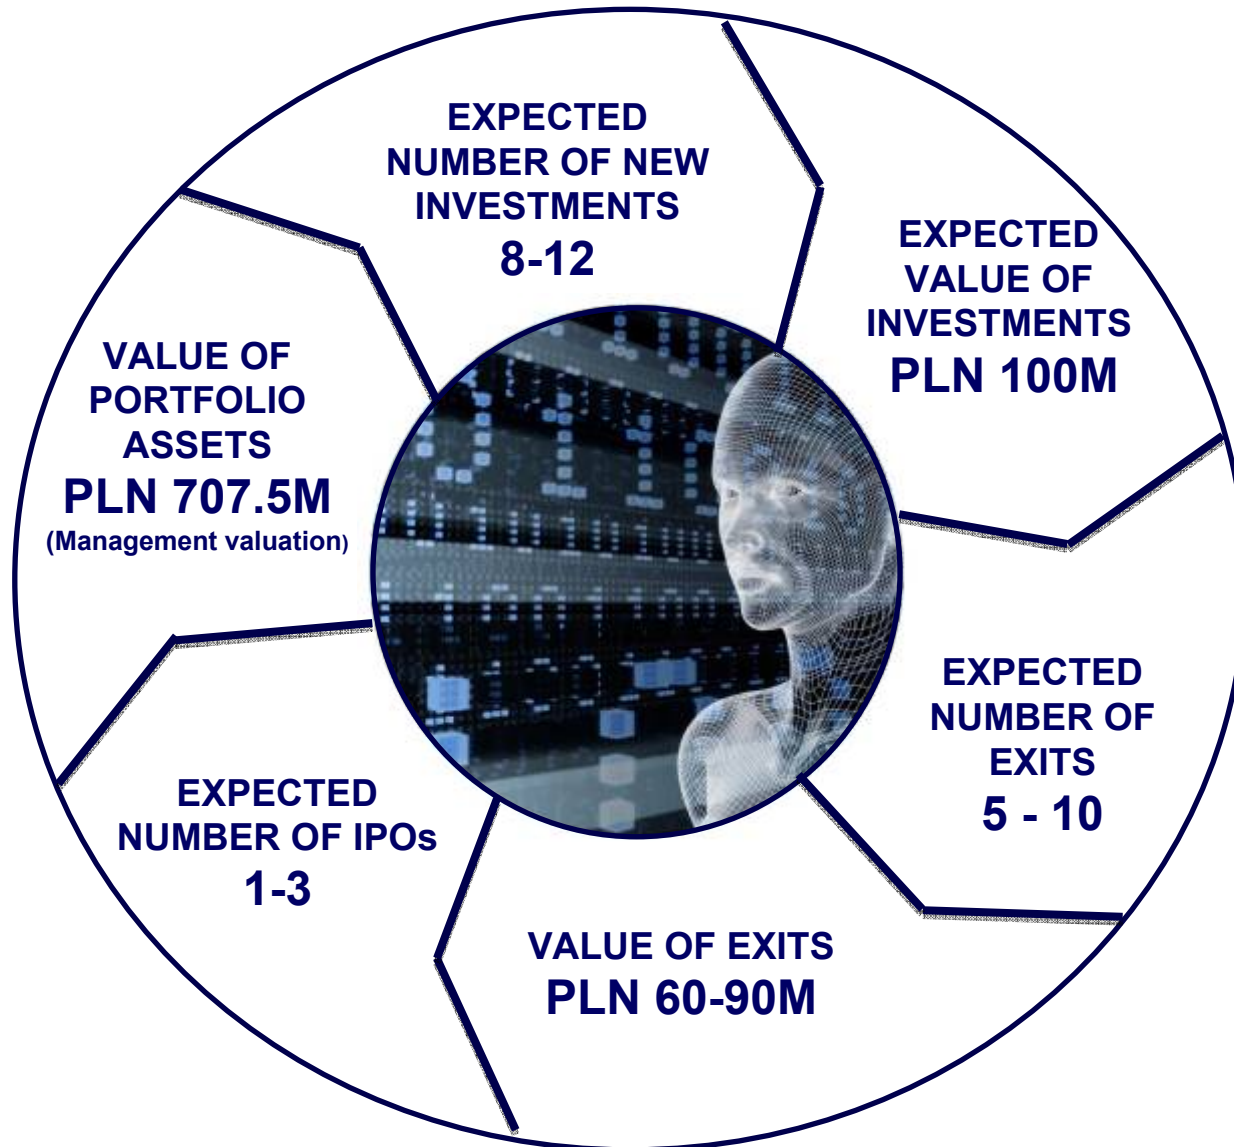 EXPECTED
NUMBER OF NEW
INVESTMENTS
8-12
EXPECTED
VALUE OF
INVESTMENTS
PLN 100M
EXPECTED
NUMBER OF
EXITS
5 - 10
VALUE OF EXITS
PLN 60-90M
EXPECTED
NUMBER OF IPOs
1-3
VALUE OF
PORTFOLIO
ASSETS
PLN 707.5M
(Management valuation)